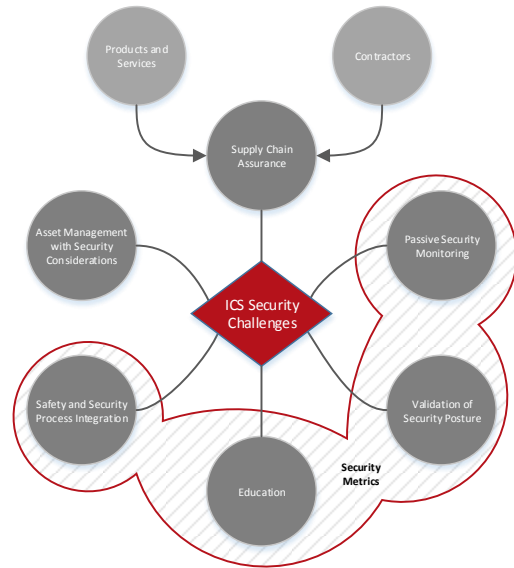 Products and
Services
Contractors
Supply Chain
Assurance
Asset Management
with Security
Considerations
Passive Security
Monitoring
ICS Security
Challenges
Safety and Security
Process Integration
Validation of
Security Posture
Security
Metrics
Education